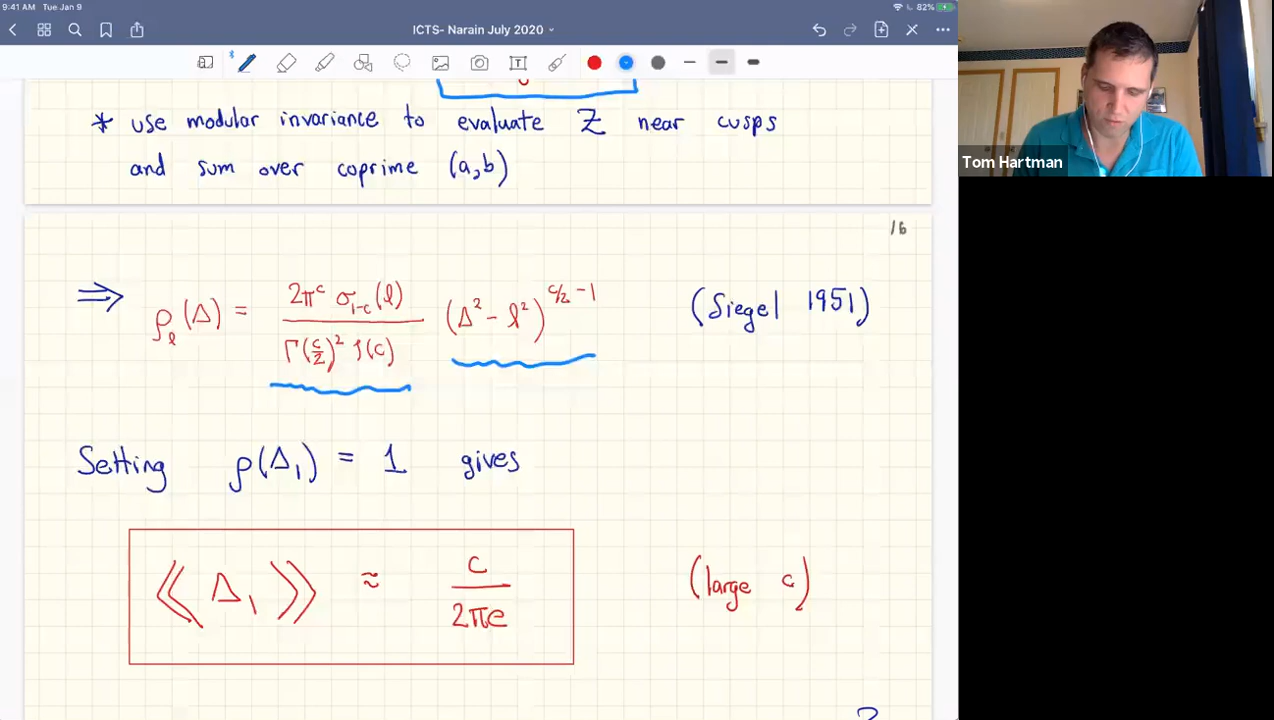 9:41 AM Tue Jan 9
82%
ICTS- Narain July 2020
Tom Hartman
* use modular invariance to evaluate Z near cusps
and sum over coprime (a,b)
16
⇒ ρ_ℓ(Δ) = 2π^c σ_{1-c}(ℓ) / Γ(c/2)^2 ζ(c) (Δ^2 - ℓ^2)^{c/2 - 1} (Siegel 1951)
Setting ρ(Δ_1) = 1 gives
⟪ Δ_1 ⟫ ≈ c / 2πe (large c)